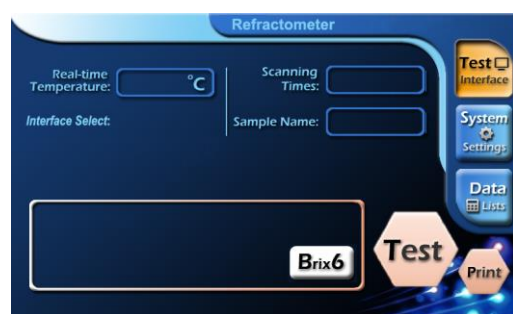 Refractometer
Real-time
Temperature:
°C
Scanning
Times:
Interface Select:
Sample Name:
Brix6
Test
Print
Test
Interface
System
Settings
Data
Lists